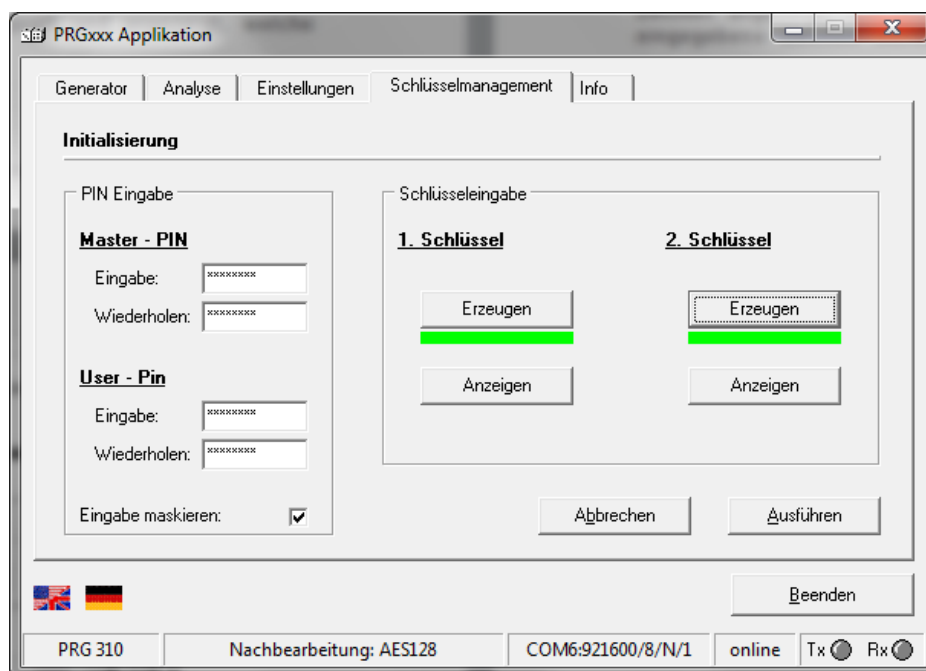 PRGxxx Applikation
Generator Analyse Einstellungen Schlüsselmanagement Info
Initialisierung
PIN Eingabe
Master - PIN
Eingabe: ********
Wiederholen: ********
User - Pin
Eingabe: ********
Wiederholen: ********
Eingabe maskieren:
Schlüsseleingabe
1. Schlüssel 2. Schlüssel
Erzeugen Erzeugen
Anzeigen Anzeigen
Abbrechen Ausführen
Beenden
PRG 310 Nachbearbeitung: AES128 COM6:921600/8/N/1 online Tx Rx